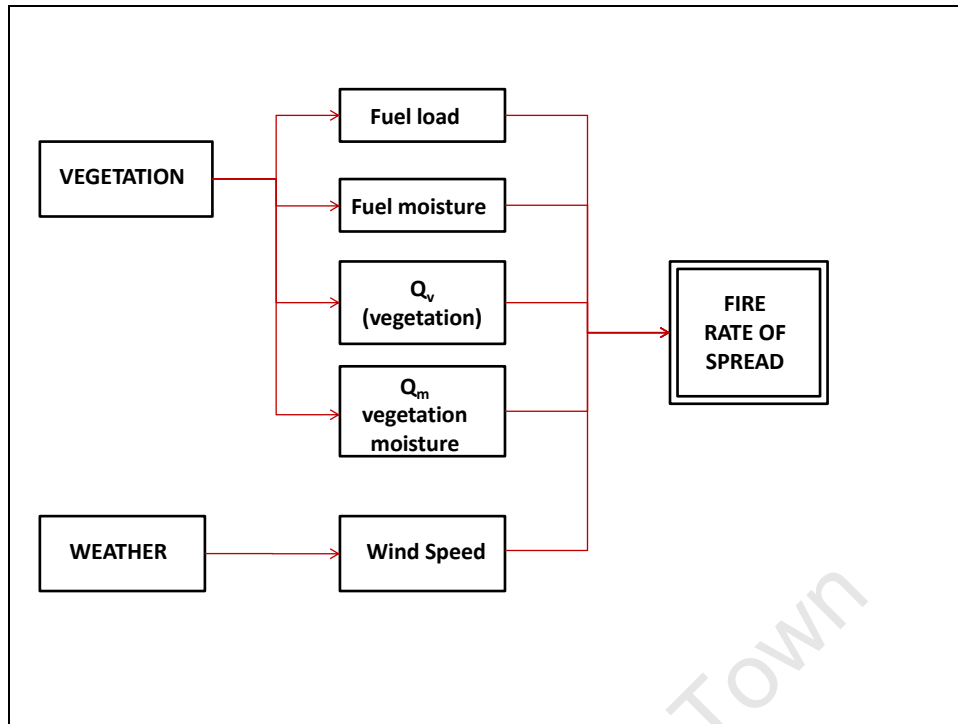 Fuel load
VEGETATION
Fuel moisture
Qv
(vegetation)
FIRE
RATE OF
SPREAD
Qm
vegetation
moisture
WEATHER
Wind Speed
Town